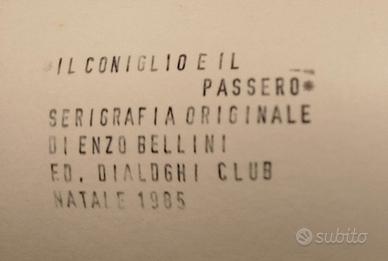 *IL CONIGLIO E IL
PASSERO*
SERIGRAFIA ORIGINALE
DI ENZO BELLINI
ED. DIALOGHI CLUB
NATALE 1985
subito